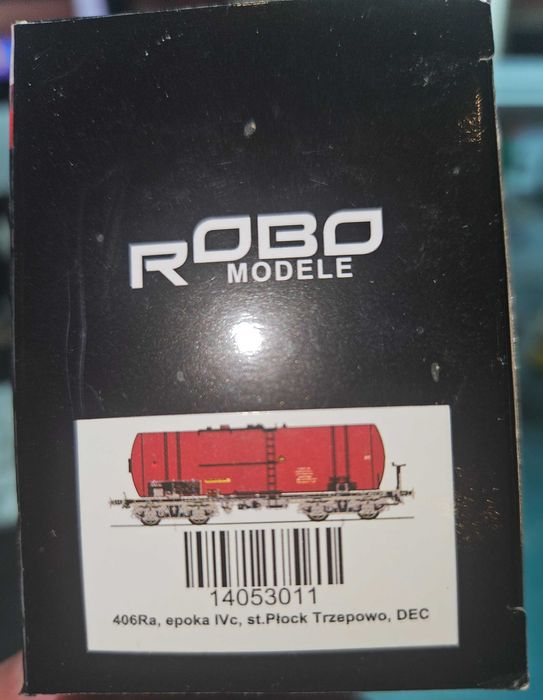 ROBO
MODELE
14053011
406Ra, epoka IVc, st.Płock Trzepowo, DEC